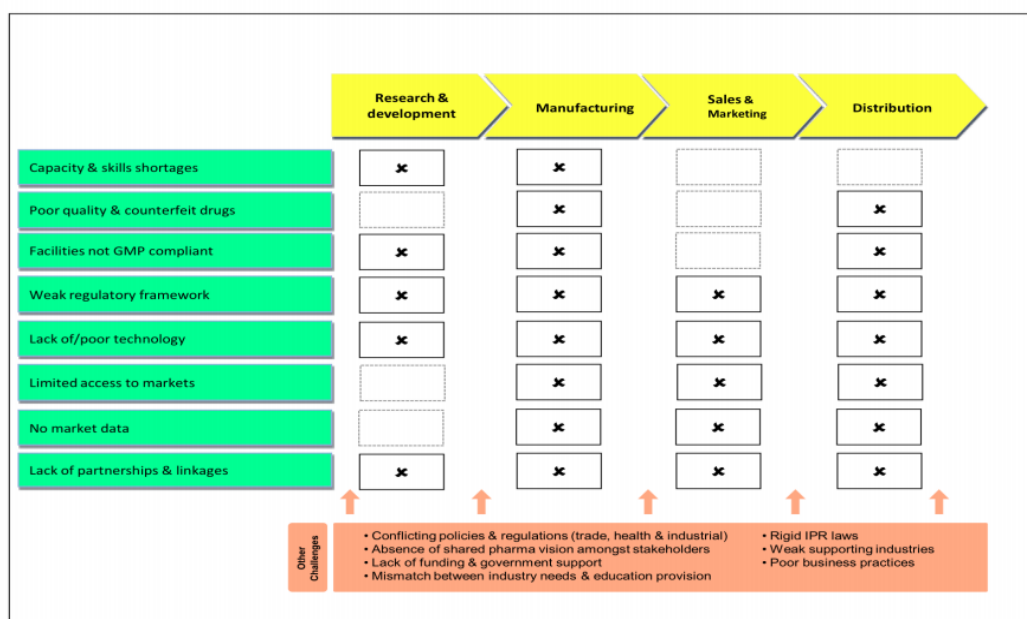 Research &
development
Manufacturing
Sales &
Marketing
Distribution
Capacity & skills shortages
Poor quality & counterfeit drugs
Facilities not GMP compliant
Weak regulatory framework
Lack of/poor technology
Limited access to markets
No market data
Lack of partnerships & linkages
Other
Challenges
• Conflicting policies & regulations (trade, health & industrial)
• Absence of shared pharma vision amongst stakeholders
• Lack of funding & government support
• Mismatch between industry needs & education provision
• Rigid IPR laws
• Weak supporting industries
• Poor business practices